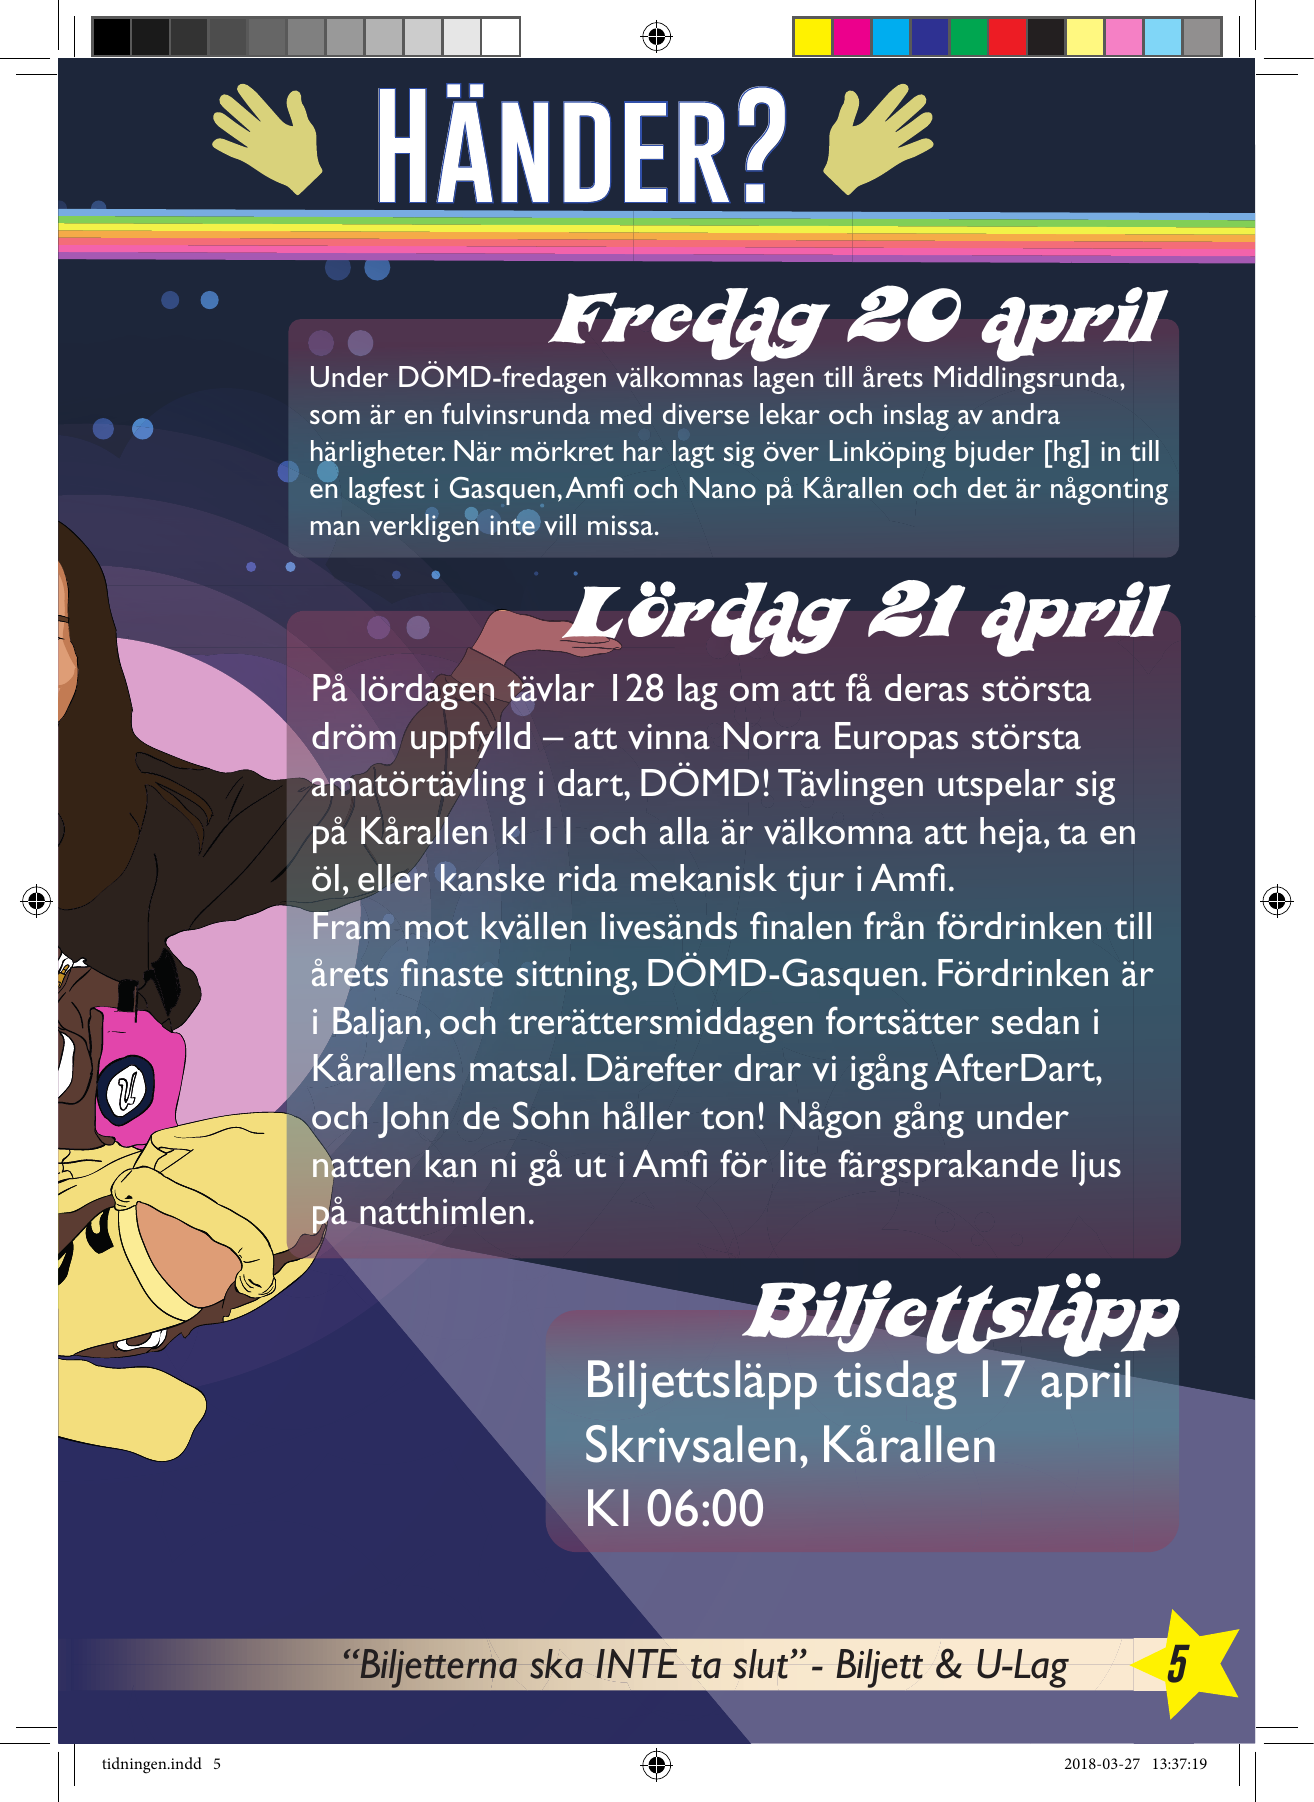 HÄNDER?
Fredag 20 april
Under DÖMD-fredagen välkomnas lagen till årets Middlingsrunda,
som är en fulvinsrunda med diverse lekar och inslag av andra
härligheter. När mörkret har lagt sig över Linköping bjuder [hg] in till
en lagfest i Gasquen, Amfi och Nano på Kårallen och det är någonting
man verkligen inte vill missa.
Lördag 21 april
På lördagen tävlar 128 lag om att få deras största
dröm uppfylld – att vinna Norra Europas största
amatörtävling i dart, DÖMD! Tävlingen utspelar sig
på Kårallen kl 11 och alla är välkomna att heja, ta en
öl, eller kanske rida mekanisk tjur i Amfi.
Fram mot kvällen livesänds finalen från fördrinken till
årets finaste sittning, DÖMD-Gasquen. Fördrinken är
i Baljan, och trerättersmiddagen fortsätter sedan i
Kårallens matsal. Därefter drar vi igång AfterDart,
och John de Sohn håller ton! Någon gång under
natten kan ni gå ut i Amfi för lite färgsprakande ljus
på natthimlen.
Biljettsläpp
Biljettsläpp tisdag 17 april
Skrivsalen, Kårallen
Kl 06:00
“Biljetterna ska INTE ta slut” - Biljett & U-Lag
5
tidningen.indd 5
2018-03-27 13:37:19